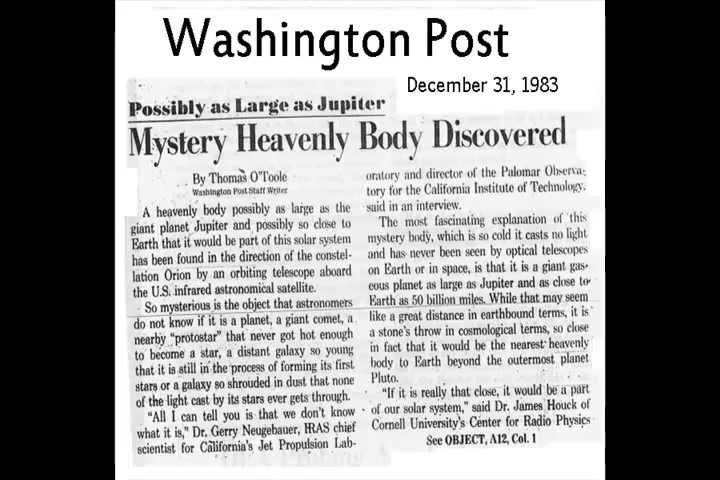 Washington Post
December 31, 1983
Possibly as Large as Jupiter
Mystery Heavenly Body Discovered
By Thomas O'Toole
Washington Post Staff Writer
A heavenly body possibly as large as the
giant planet Jupiter and possibly so close to
Earth that it would be part of this solar system
has been found in the direction of the constel-
lation Orion by an orbiting telescope aboard
the U.S. infrared astronomical satellite.
So mysterious is the object that astronomers
do not know if it is a planet, a giant comet, a
nearby "protostar" that never got hot enough
to become a star, a distant galaxy so young
that it is still in the process of forming its first
stars or a galaxy so shrouded in dust that none
of the light cast by its stars ever gets through.
"All I can tell you is that we don't know
what it is," Dr. Gerry Neugebauer, IRAS chief
scientist for California's Jet Propulsion Lab-
oratory and director of the Palomar Observa-
tory for the California Institute of Technology,
said in an interview.
The most fascinating explanation of this
mystery body, which is so cold it casts no light
and has never been seen by optical telescopes
on Earth or in space, is that it is a giant gas-
eous planet as large as Jupiter and as close to
Earth as 50 billion miles. While that may seem
like a great distance in earthbound terms, it is
a stone's throw in cosmological terms, so close
in fact that it would be the nearest heavenly
body to Earth beyond the outermost planet
Pluto.
"If it is really that close, it would be a part
of our solar system," said Dr. James Houck of
Cornell University's Center for Radio Physics
See OBJECT, A12, Col. 1